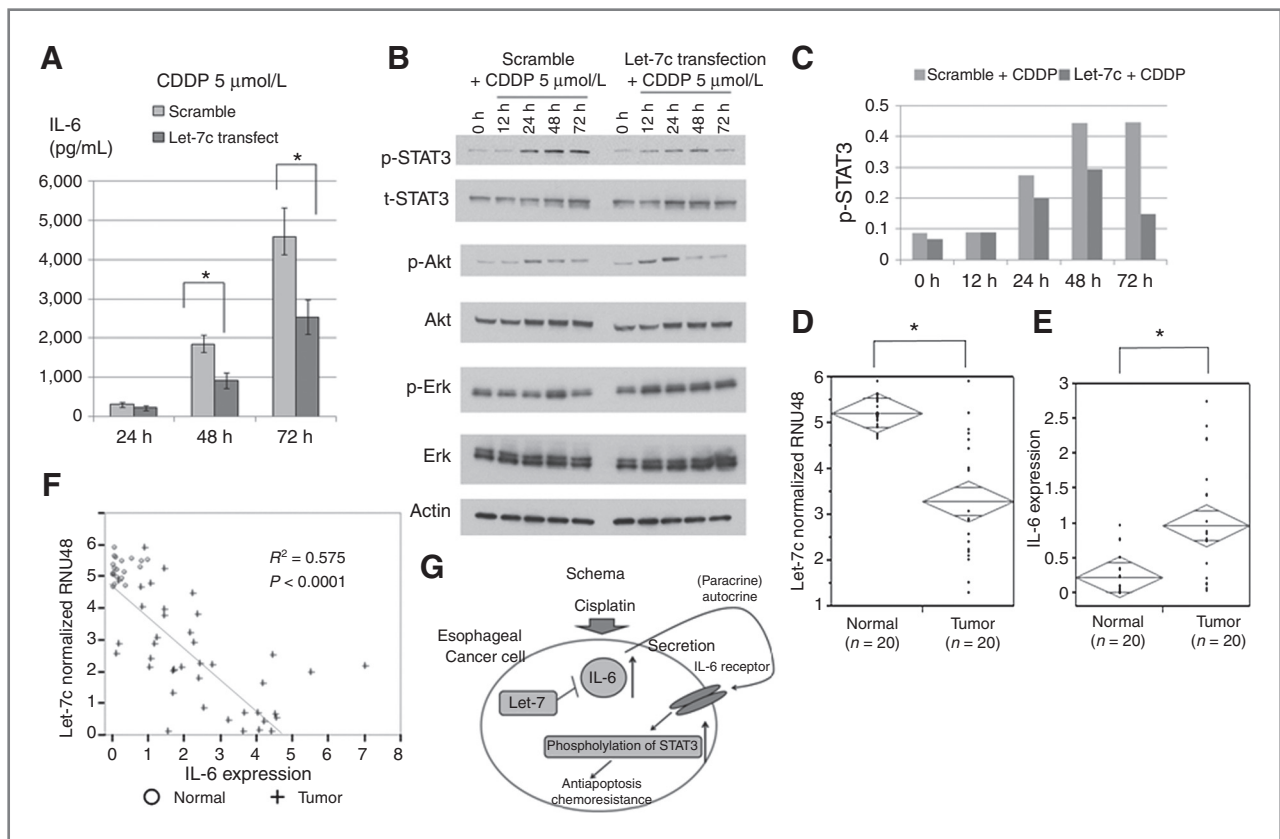 A
CDDP 5 μmol/L
Scramble
Let-7c transfect
IL-6
(pg/mL)
6,000
5,000
4,000
3,000
2,000
1,000
0
*
*
24 h
48 h
72 h
B
Scramble
+ CDDP 5 μmol/L
Let-7c transfection
+ CDDP 5 μmol/L
0 h
12 h
24 h
48 h
72 h
0 h
12 h
24 h
48 h
72 h
p-STAT3
t-STAT3
p-Akt
Akt
p-Erk
Erk
Actin
C
Scramble + CDDP
Let-7c + CDDP
p-STAT3
0.5
0.4
0.3
0.2
0.1
0
0 h
12 h
24 h
48 h
72 h
D
*
Let-7c normalized RNU48
6
5
4
3
2
1
Normal
(n = 20)
Tumor
(n = 20)
E
*
IL-6 expression
3
2.5
2
1.5
1
0.5
0
Normal
(n = 20)
Tumor
(n = 20)
F
Let-7c normalized RNU48
6
5
4
3
2
1
0
R² = 0.575
P < 0.0001
0 1 2 3 4 5 6 7 8
IL-6 expression
Normal
Tumor
G
Schema
Cisplatin
(Paracrine)
autocrine
Esophageal
Cancer cell
Secretion
IL-6
IL-6 receptor
Let-7
Phospholylation of STAT3
Antiapoptosis
chemoresistance